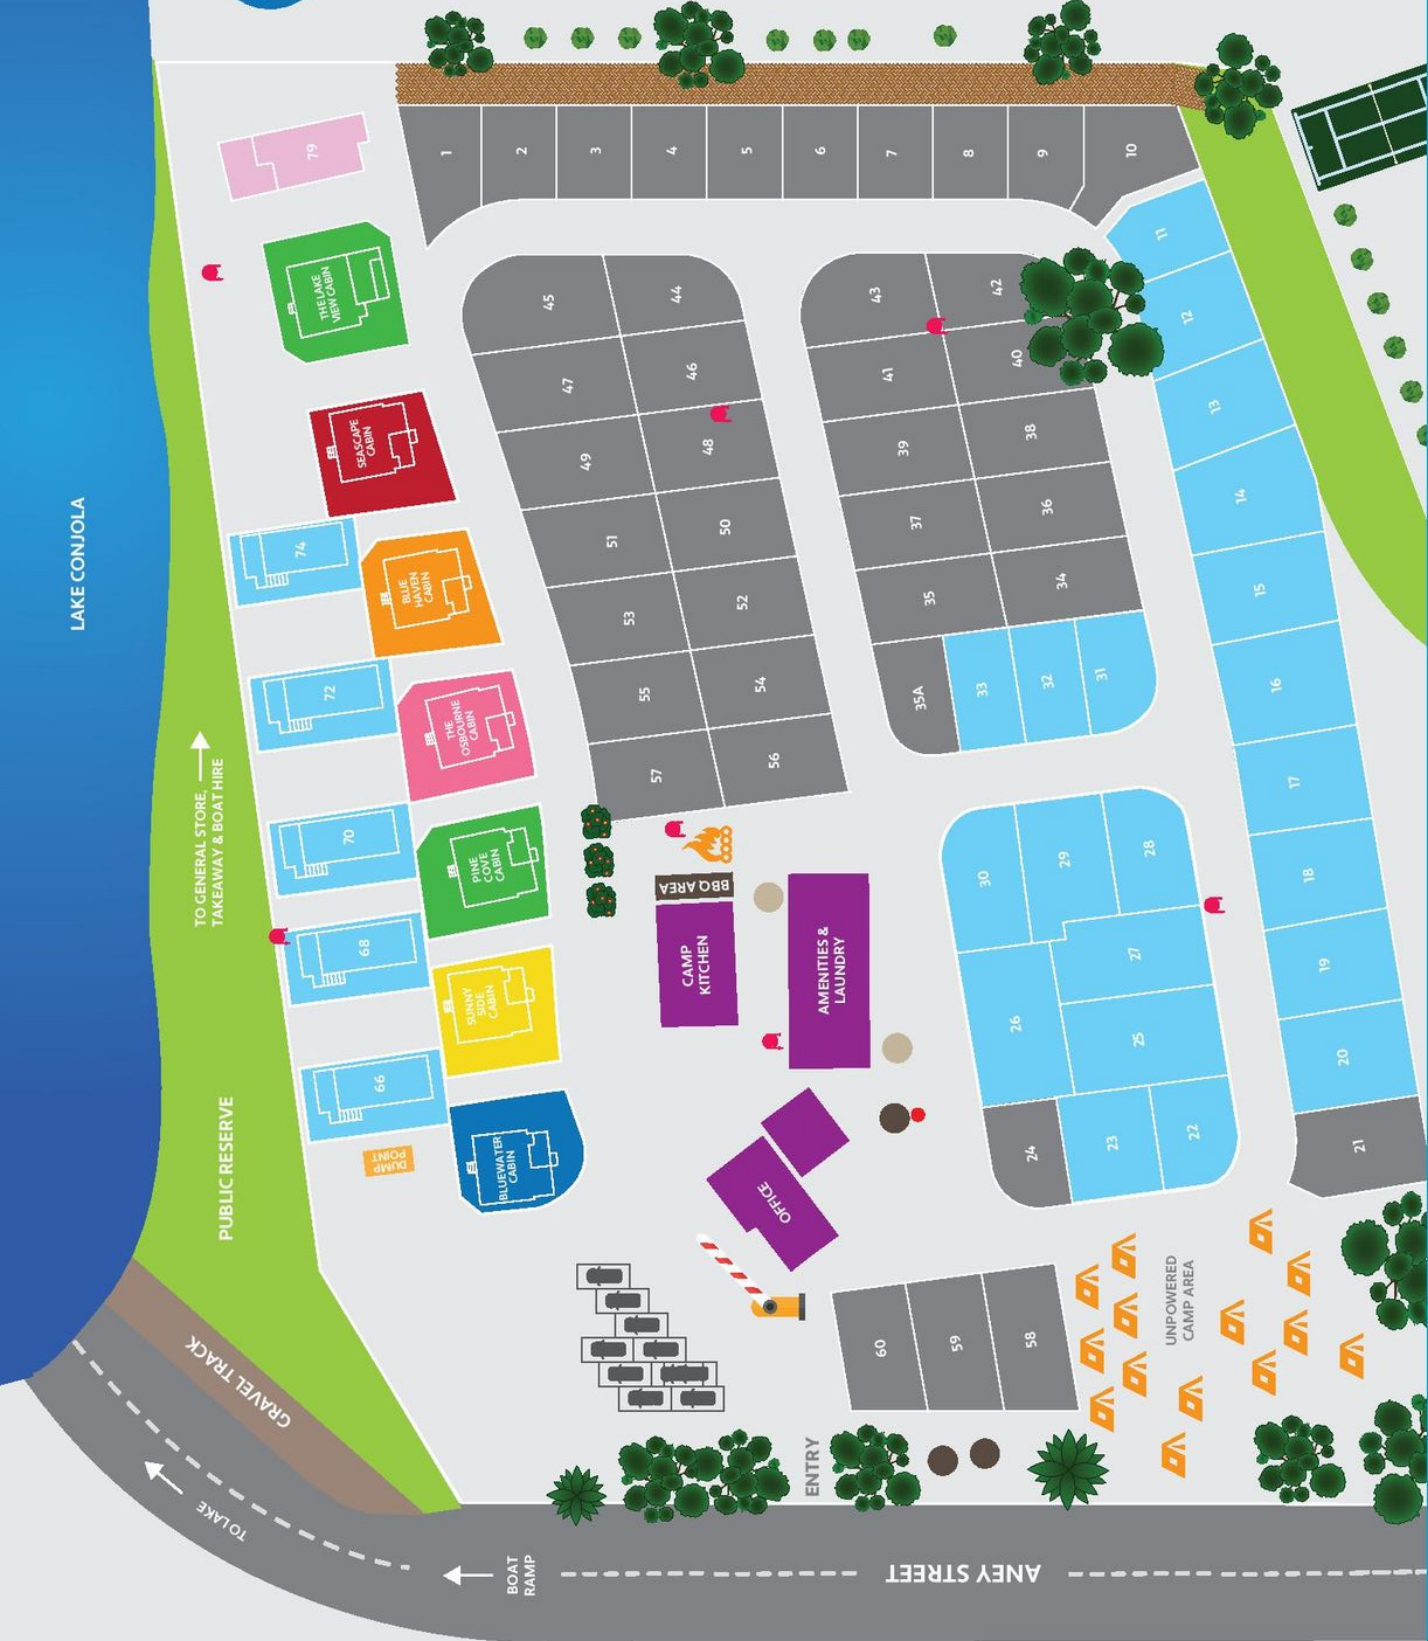 LAKE CONJOLA
79
THE LAKE
VIEW CABIN
SEASCAPE
CABIN
74
BLUE
HAVEN
CABIN
72
THE
OSBOURNE
CABIN
70
PINE
COVE
CABIN
68
SUNNY
SIDE
CABIN
66
BLUEWATER
CABIN
DUMP
POINT
TO GENERAL STORE,
TAKEAWAY & BOAT HIRE
PUBLIC RESERVE
GRAVEL TRACK
TO LAKE
BOAT
RAMP
ANEY STREET
ENTRY
1
2
3
4
5
6
7
8
9
10
11
12
13
14
15
16
17
18
19
20
21
45
44
47
46
49
48
51
50
53
52
55
54
57
56
43
42
41
40
39
38
37
36
35
34
35A
33
32
31
30
29
28
27
26
25
24
23
22
BBQ AREA
CAMP
KITCHEN
AMENITIES &
LAUNDRY
OFFICE
60
59
58
UNPOWERED
CAMP AREA